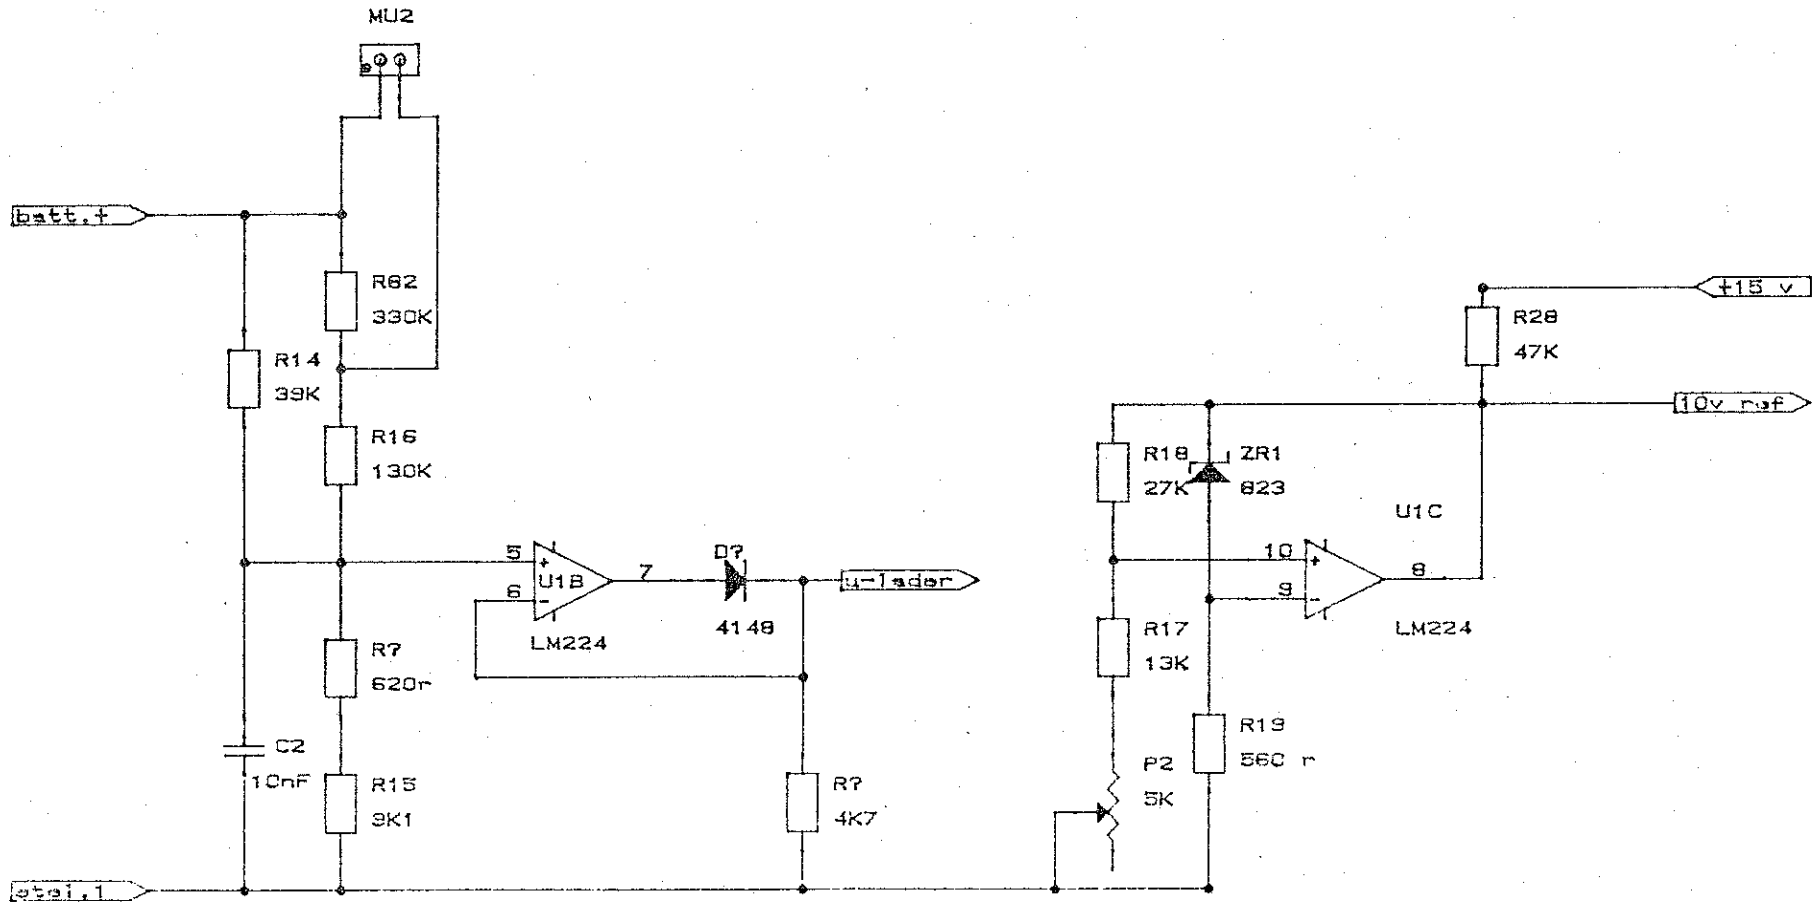 MU2
batt.+
R62
330K
+15 v
R28
47K
R14
39K
10v ref
R16
130K
R18
27K
ZR1
823
U1C
5
+
U1B
6
-
7
D?
u-lader
10
+
9
-
8
4148
LM224
LM224
R?
620r
R17
13K
C2
10nF
R15
9K1
R?
4K7
P2
5K
R19
560 r